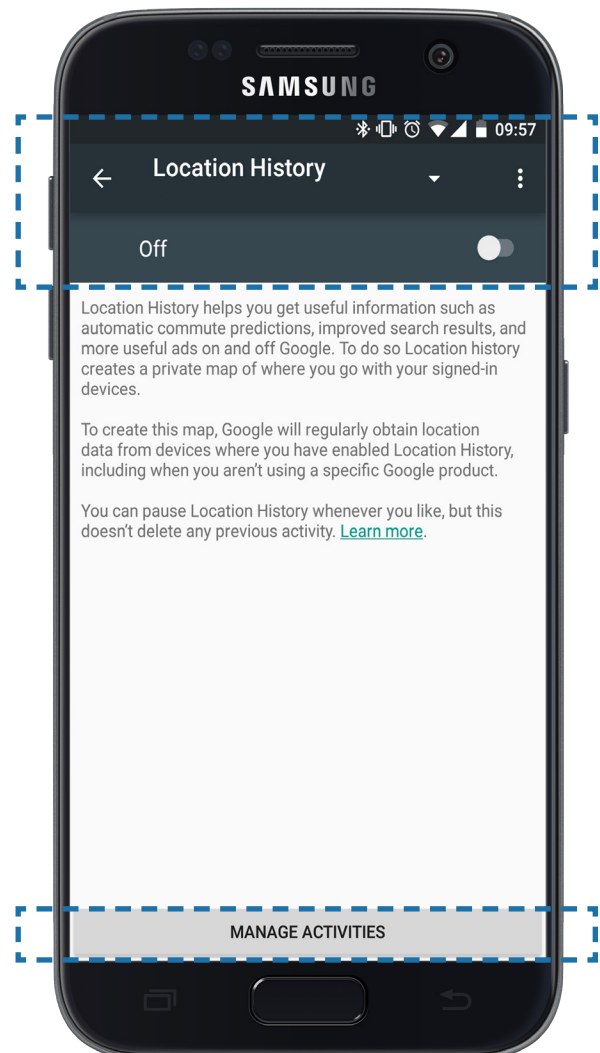 SAMSUNG
09:57
Location History
Off
Location History helps you get useful information such as
automatic commute predictions, improved search results, and
more useful ads on and off Google. To do so Location history
creates a private map of where you go with your signed-in
devices.
To create this map, Google will regularly obtain location
data from devices where you have enabled Location History,
including when you aren't using a specific Google product.
You can pause Location History whenever you like, but this
doesn't delete any previous activity. Learn more.
MANAGE ACTIVITIES